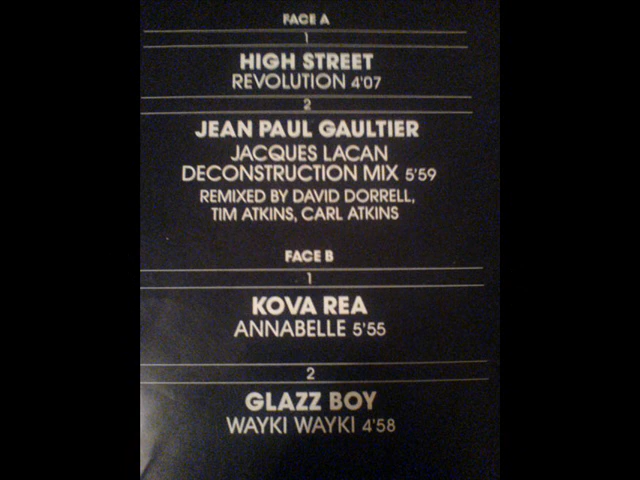 FACE A
1
HIGH STREET
REVOLUTION 4'07
2
JEAN PAUL GAULTIER
JACQUES LACAN
DECONSTRUCTION MIX 5'59
REMIXED BY DAVID DORRELL,
TIM ATKINS, CARL ATKINS
FACE B
1
KOVA REA
ANNABELLE 5'55
2
GLAZZ BOY
WAYKI WAYKI 4'58